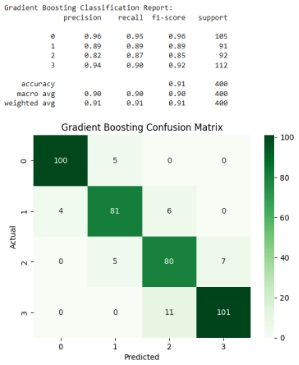 Gradient Boosting Classification Report:
precision recall f1-score support
0 0.96 0.95 0.96 105
1 0.89 0.89 0.89 91
2 0.82 0.87 0.85 92
3 0.94 0.90 0.92 112
accuracy 0.91 400
macro avg 0.90 0.90 0.90 400
weighted avg 0.91 0.91 0.91 400
Gradient Boosting Confusion Matrix
100
0 100 5 0 0
80
1 4 81 6 0
60
Actual
40
2 0 5 80 7
20
3 0 0 11 101
0
0 1 2 3
Predicted